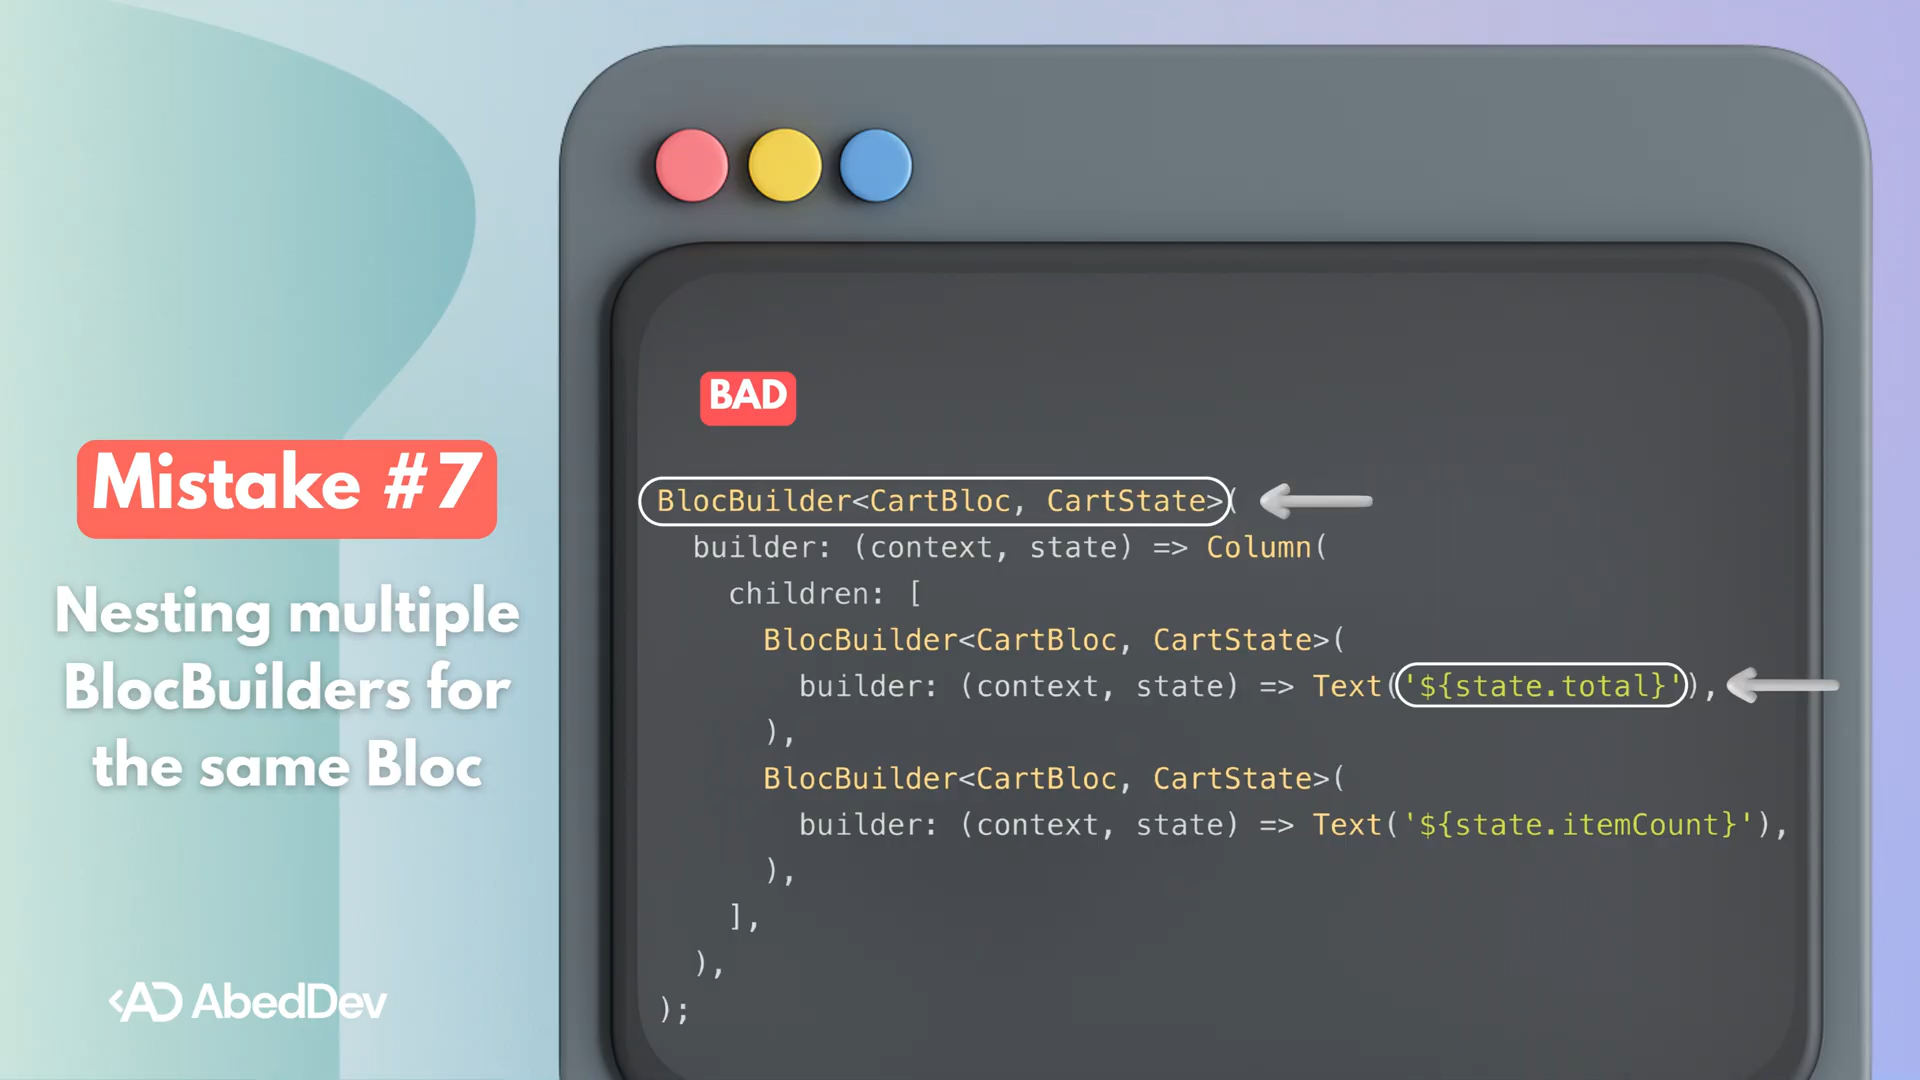 Mistake #7
Nesting multiple
BlocBuilders for
the same Bloc
<AD AbedDev
BAD
BlocBuilder<CartBloc, CartState>(
  builder: (context, state) => Column(
    children: [
      BlocBuilder<CartBloc, CartState>(
        builder: (context, state) => Text('${state.total}'),
      ),
      BlocBuilder<CartBloc, CartState>(
        builder: (context, state) => Text('${state.itemCount}'),
      ),
    ],
  ),
);